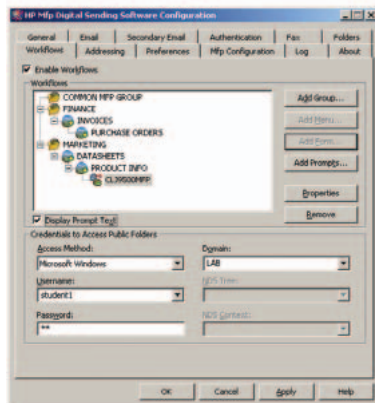 HP Mfp Digital Sending Software Configuration
General Email Secondary Email Authentication Fax Folders
Workflows Addressing Preferences Mfp Configuration Log About
Enable Workflows
Workflows
COMMON MFP GROUP
FINANCE
INVOICES
PURCHASE ORDERS
MARKETING
DATASHEETS
PRODUCT INFO
CLJ9500MFP
Add Group...
Add Menu...
Add Form...
Add Prompts...
Properties
Remove
Display Prompt Text
Credentials to Access Public Folders
Access Method:
Microsoft Windows
Domain:
LAB
Username:
student1
NDS Tree:
Password:
**
NDS Context:
OK Cancel Apply Help